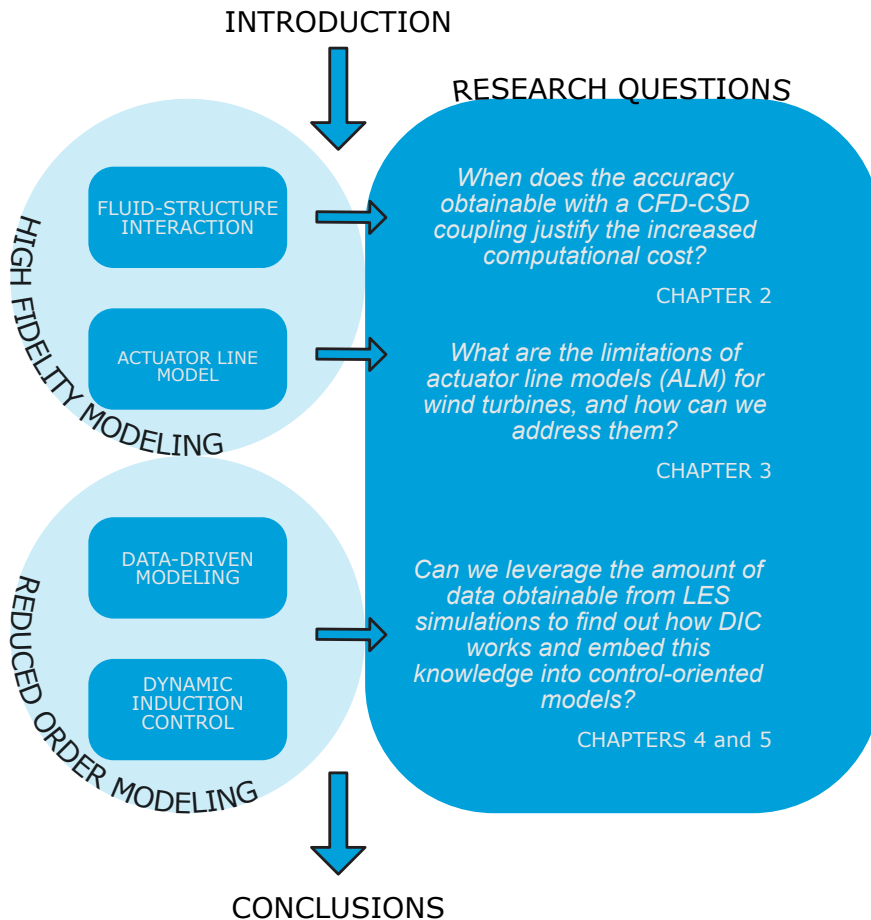 INTRODUCTION
RESEARCH QUESTIONS
HIGH FIDELITY MODELING
FLUID-STRUCTURE
INTERACTION
When does the accuracy
obtainable with a CFD-CSD
coupling justify the increased
computational cost?
CHAPTER 2
ACTUATOR LINE
MODEL
What are the limitations of
actuator line models (ALM) for
wind turbines, and how can we
address them?
CHAPTER 3
REDUCED ORDER MODELING
DATA-DRIVEN
MODELING
DYNAMIC
INDUCTION
CONTROL
Can we leverage the amount of
data obtainable from LES
simulations to find out how DIC
works and embed this
knowledge into control-oriented
models?
CHAPTERS 4 and 5
CONCLUSIONS